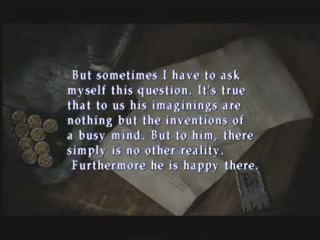 But sometimes I have to ask
myself this question. It's true
that to us his imaginings are
nothing but the inventions of
a busy mind. But to him, there
simply is no other reality.
Furthermore he is happy there.